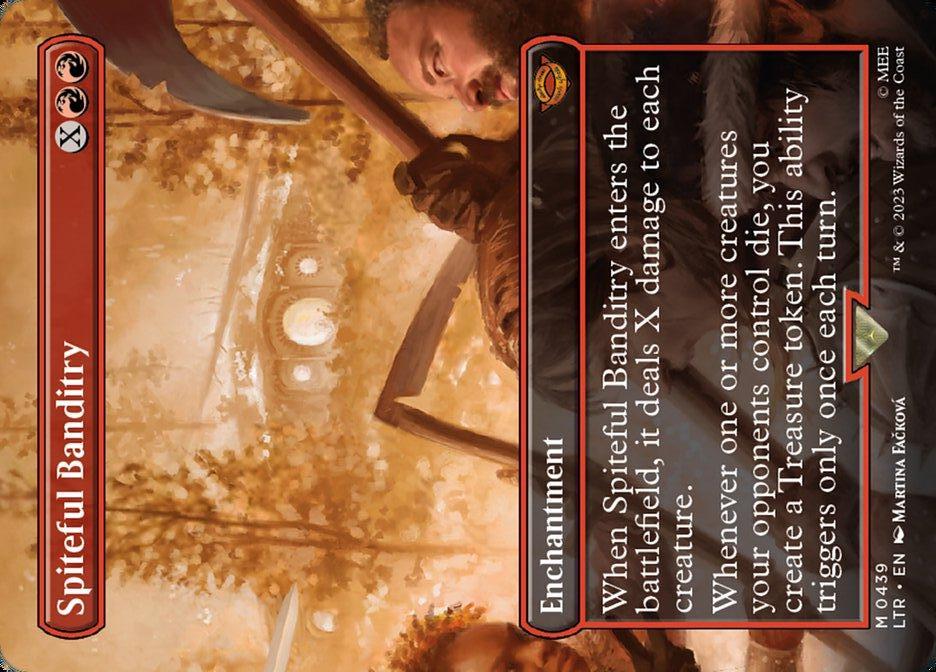 Spiteful Banditry X
Enchantment
When Spiteful Banditry enters the
battlefield, it deals X damage to each
creature.
Whenever one or more creatures
your opponents control die, you
create a Treasure token. This ability
triggers only once each turn.
M 0439
LTR • EN MARTINA FAČKOVÁ
© MEE
™ & © 2023 Wizards of the Coast